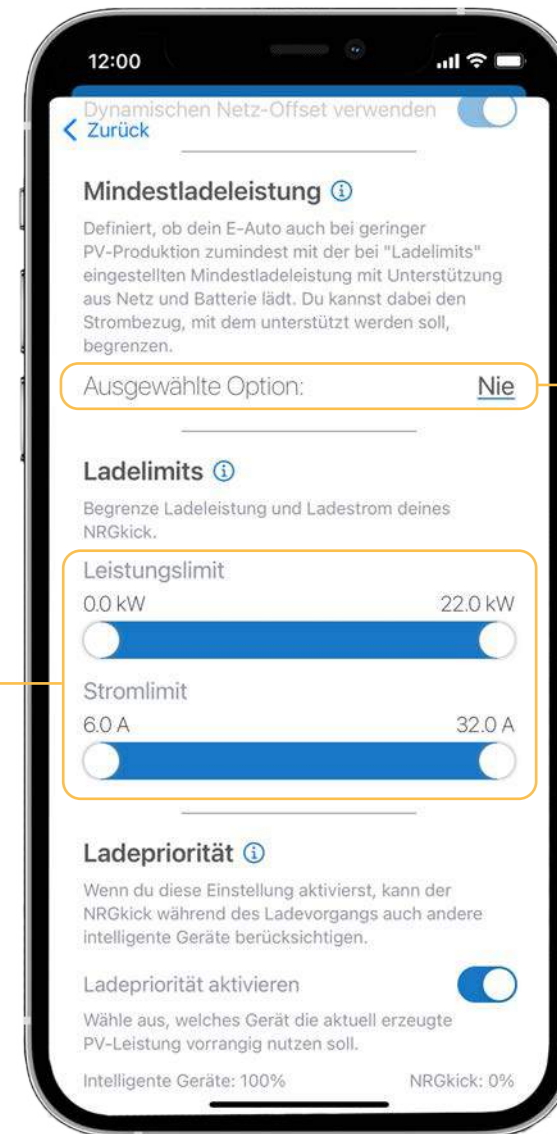 12:00
Dynamischen Netz-Offset verwenden
Zurück
Mindestladeleistung
Definiert, ob dein E-Auto auch bei geringer
PV-Produktion zumindest mit der bei "Ladelimits"
eingestellten Mindestladeleistung mit Unterstützung
aus Netz und Batterie lädt. Du kannst dabei den
Strombezug, mit dem unterstützt werden soll,
begrenzen.
Ausgewählte Option: Nie
Ladelimits
Begrenze Ladeleistung und Ladestrom deines
NRGkick.
Leistungslimit
0.0 kW 22.0 kW
Stromlimit
6.0 A 32.0 A
Ladepriorität
Wenn du diese Einstellung aktivierst, kann der
NRGkick während des Ladevorgangs auch andere
intelligente Geräte berücksichtigen.
Ladepriorität aktivieren
Wähle aus, welches Gerät die aktuell erzeugte
PV-Leistung vorrangig nutzen soll.
Intelligente Geräte: 100% NRGkick: 0%